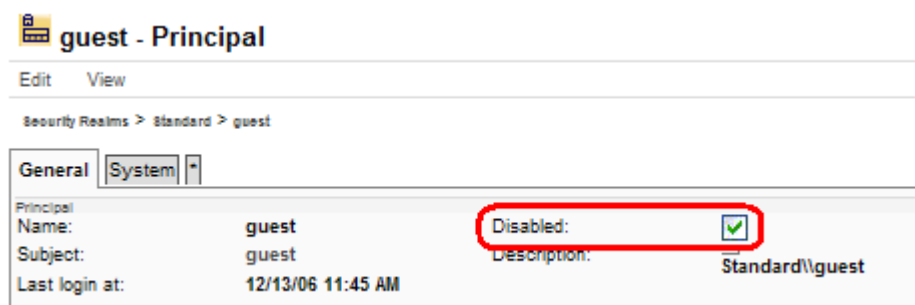 guest - Principal
Edit View
Security Realms > Standard > guest
General System *
Principal
Name: guest Disabled:
Subject: guest Description: Standard\\guest
Last login at: 12/13/06 11:45 AM